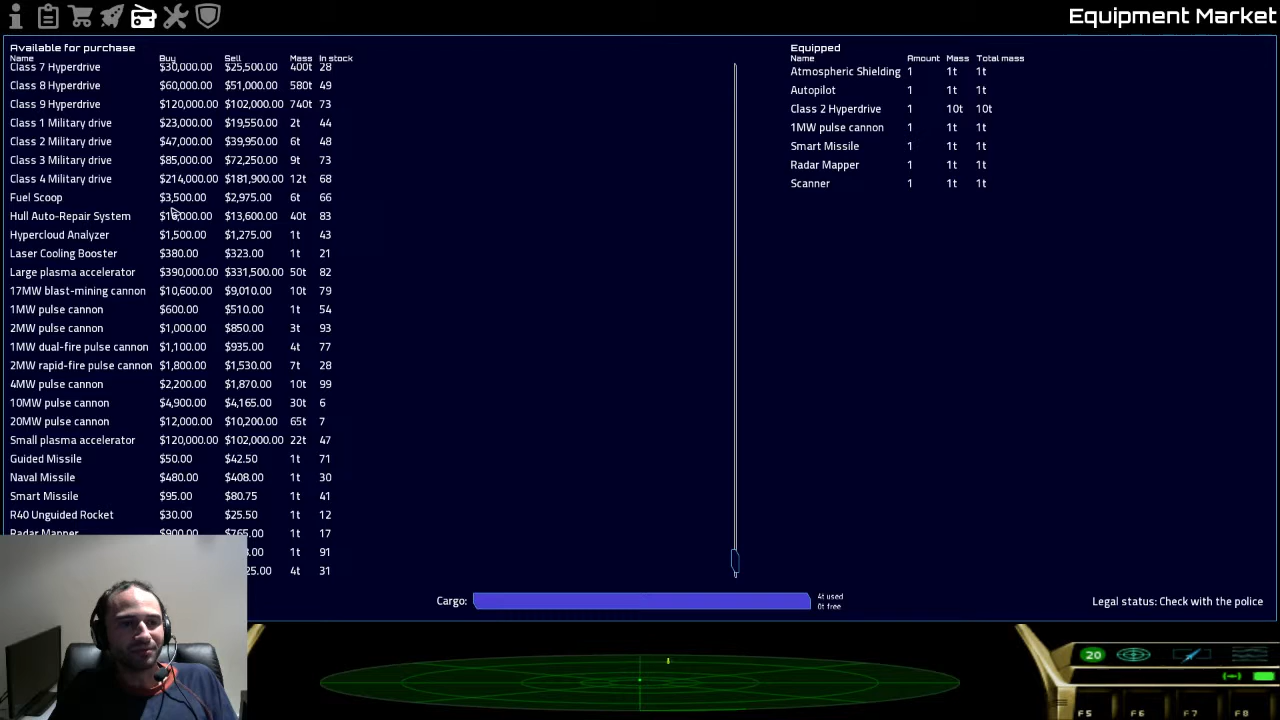 Equipment Market
Available for purchase
Name Buy Sell Mass In stock
Class 7 Hyperdrive $30,000.00 $25,500.00 400t 28
Class 8 Hyperdrive $60,000.00 $51,000.00 580t 49
Class 9 Hyperdrive $120,000.00 $102,000.00 740t 73
Class 1 Military drive $23,000.00 $19,550.00 2t 44
Class 2 Military drive $47,000.00 $39,950.00 6t 48
Class 3 Military drive $85,000.00 $72,250.00 9t 73
Class 4 Military drive $214,000.00 $181,900.00 12t 68
Fuel Scoop $3,500.00 $2,975.00 6t 66
Hull Auto-Repair System $16,000.00 $13,600.00 40t 83
Hypercloud Analyzer $1,500.00 $1,275.00 1t 43
Laser Cooling Booster $380.00 $323.00 1t 21
Large plasma accelerator $390,000.00 $331,500.00 50t 82
17MW blast-mining cannon $10,600.00 $9,010.00 10t 79
1MW pulse cannon $600.00 $510.00 1t 54
2MW pulse cannon $1,000.00 $850.00 3t 93
1MW dual-fire pulse cannon $1,100.00 $935.00 4t 77
2MW rapid-fire pulse cannon $1,800.00 $1,530.00 7t 28
4MW pulse cannon $2,200.00 $1,870.00 10t 99
10MW pulse cannon $4,900.00 $4,165.00 30t 6
20MW pulse cannon $12,000.00 $10,200.00 65t 7
Small plasma accelerator $120,000.00 $102,000.00 22t 47
Guided Missile $50.00 $42.50 1t 71
Naval Missile $480.00 $408.00 1t 30
Smart Missile $95.00 $80.75 1t 41
R40 Unguided Rocket $30.00 $25.50 1t 12
Radar Mapper $900.00 $765.00 1t 17
1t 91
4t 31
Equipped
Name Amount Mass Total mass
Atmospheric Shielding 1 1t 1t
Autopilot 1 1t 1t
Class 2 Hyperdrive 1 10t 10t
1MW pulse cannon 1 1t 1t
Smart Missile 1 1t 1t
Radar Mapper 1 1t 1t
Scanner 1 1t 1t
Cargo: 4t used
0t free
Legal status: Check with the police
20
F5 F6 F7 F8